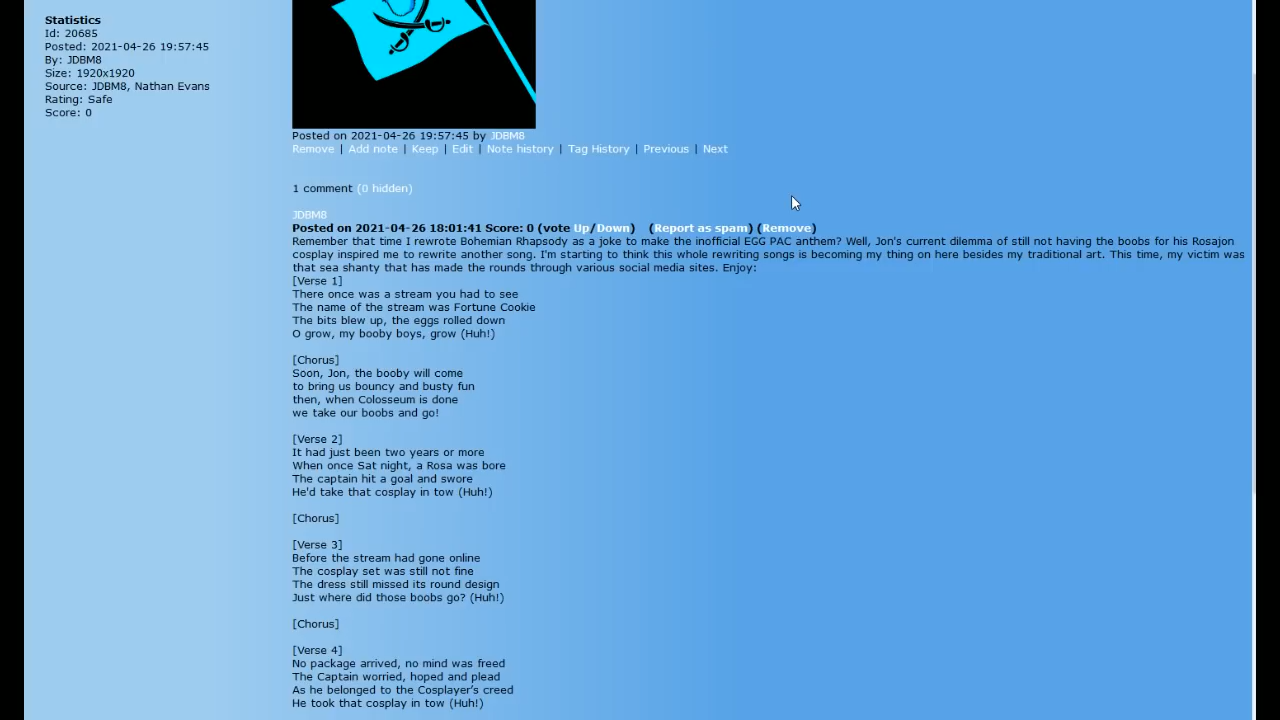 Statistics
Id: 20685
Posted: 2021-04-26 19:57:45
By: JDBM8
Size: 1920x1920
Source: JDBM8, Nathan Evans
Rating: Safe
Score: 0
Posted on 2021-04-26 19:57:45 by JDBM8
Remove | Add note | Keep | Edit | Note history | Tag History | Previous | Next
1 comment (0 hidden)
JDBM8
Posted on 2021-04-26 18:01:41 Score: 0 (vote Up/Down) (Report as spam) (Remove)
Remember that time I rewrote Bohemian Rhapsody as a joke to make the inofficial EGG PAC anthem? Well, Jon's current dilemma of still not having the boobs for his Rosajon
cosplay inspired me to rewrite another song. I'm starting to think this whole rewriting songs is becoming my thing on here besides my traditional art. This time, my victim was
that sea shanty that has made the rounds through various social media sites. Enjoy:
[Verse 1]
There once was a stream you had to see
The name of the stream was Fortune Cookie
The bits blew up, the eggs rolled down
O grow, my booby boys, grow (Huh!)
[Chorus]
Soon, Jon, the booby will come
to bring us bouncy and busty fun
then, when Colosseum is done
we take our boobs and go!
[Verse 2]
It had just been two years or more
When once Sat night, a Rosa was bore
The captain hit a goal and swore
He'd take that cosplay in tow (Huh!)
[Chorus]
[Verse 3]
Before the stream had gone online
The cosplay set was still not fine
The dress still missed its round design
Just where did those boobs go? (Huh!)
[Chorus]
[Verse 4]
No package arrived, no mind was freed
The Captain worried, hoped and plead
As he belonged to the Cosplayer's creed
He took that cosplay in tow (Huh!)